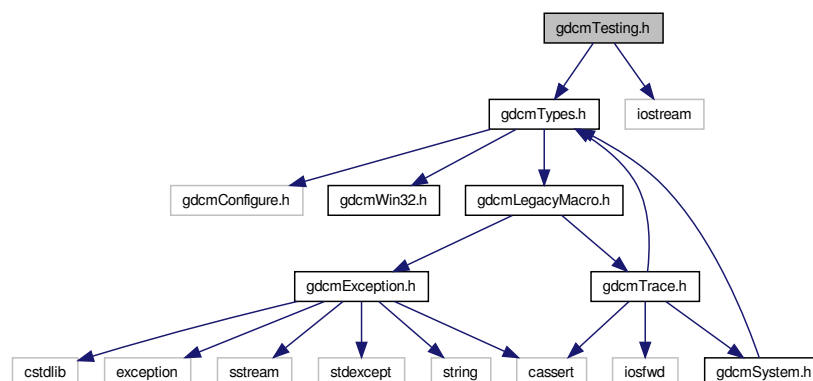 gdcmTesting.h
gdcmTypes.h
iostream
gdcmConfigure.h
gdcmWin32.h
gdcmLegacyMacro.h
gdcmException.h
gdcmTrace.h
cstdlib
exception
sstream
stdexcept
string
cassert
iosfwd
gdcmSystem.h